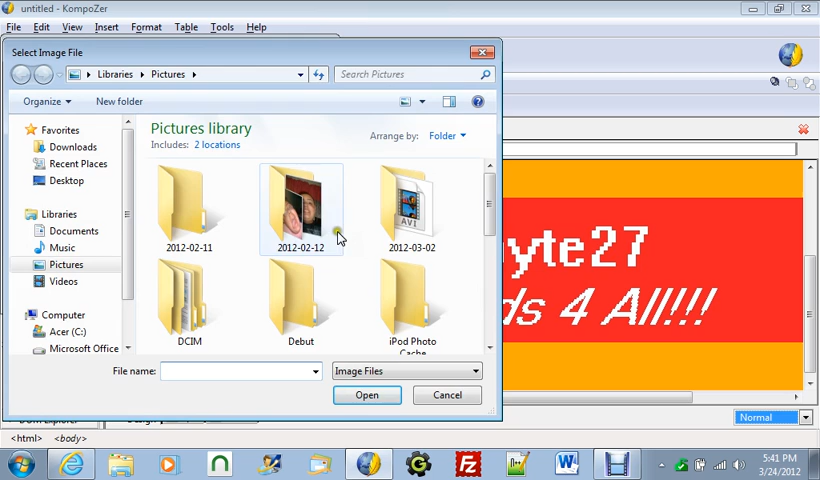 untitled - KompoZer
File Edit View Insert Format Table Tools Help
Select Image File
Libraries Pictures
Search Pictures
Organize New folder
Favorites
Downloads
Recent Places
Desktop
Libraries
Documents
Music
Pictures
Videos
Computer
Acer (C:)
Microsoft Office
Pictures library
Includes: 2 locations
Arrange by: Folder
2012-02-11 2012-02-12 2012-03-02
AVI
DCIM Debut iPod Photo
Cache
File name: Image Files
Open Cancel
yte27
ds 4 All!!!
Normal
<html> <body>
5:41 PM
3/24/2012